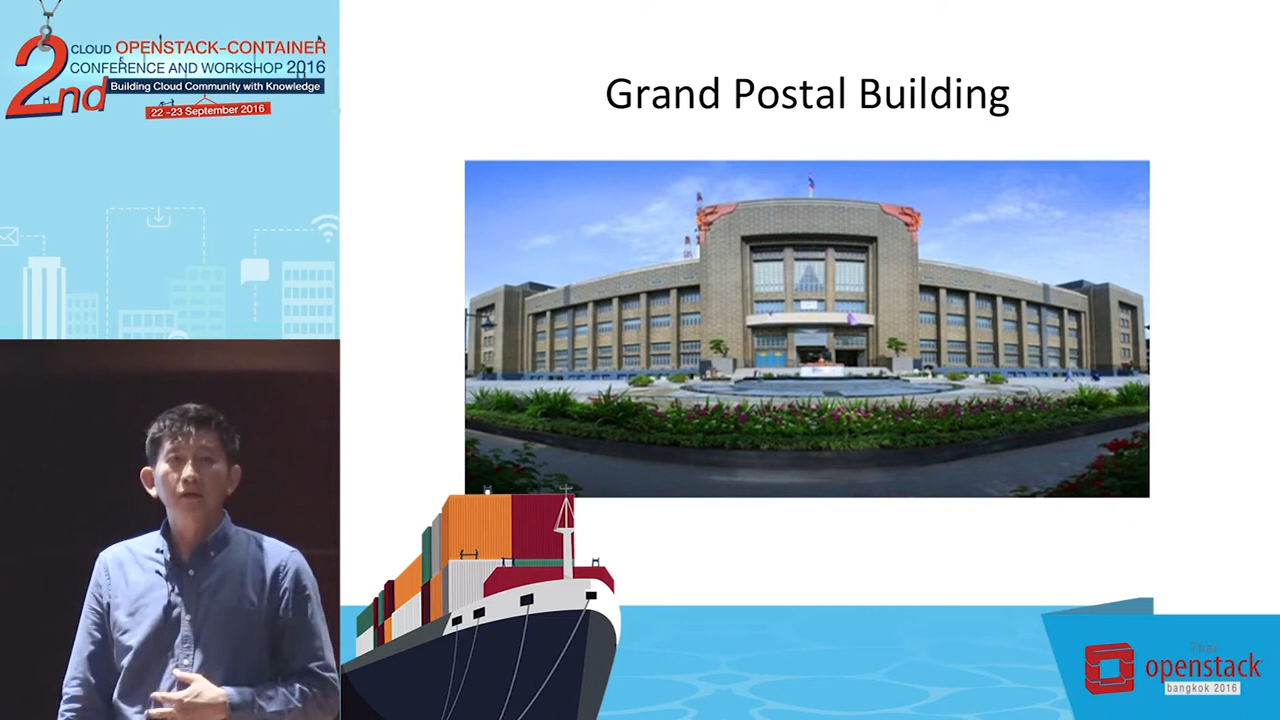 2nd
CLOUD OPENSTACK-CONTAINER
CONFERENCE AND WORKSHOP 2016
Building Cloud Community with Knowledge
22 -23 September 2016
Grand Postal Building
Thai
openstack
bangkok 2016